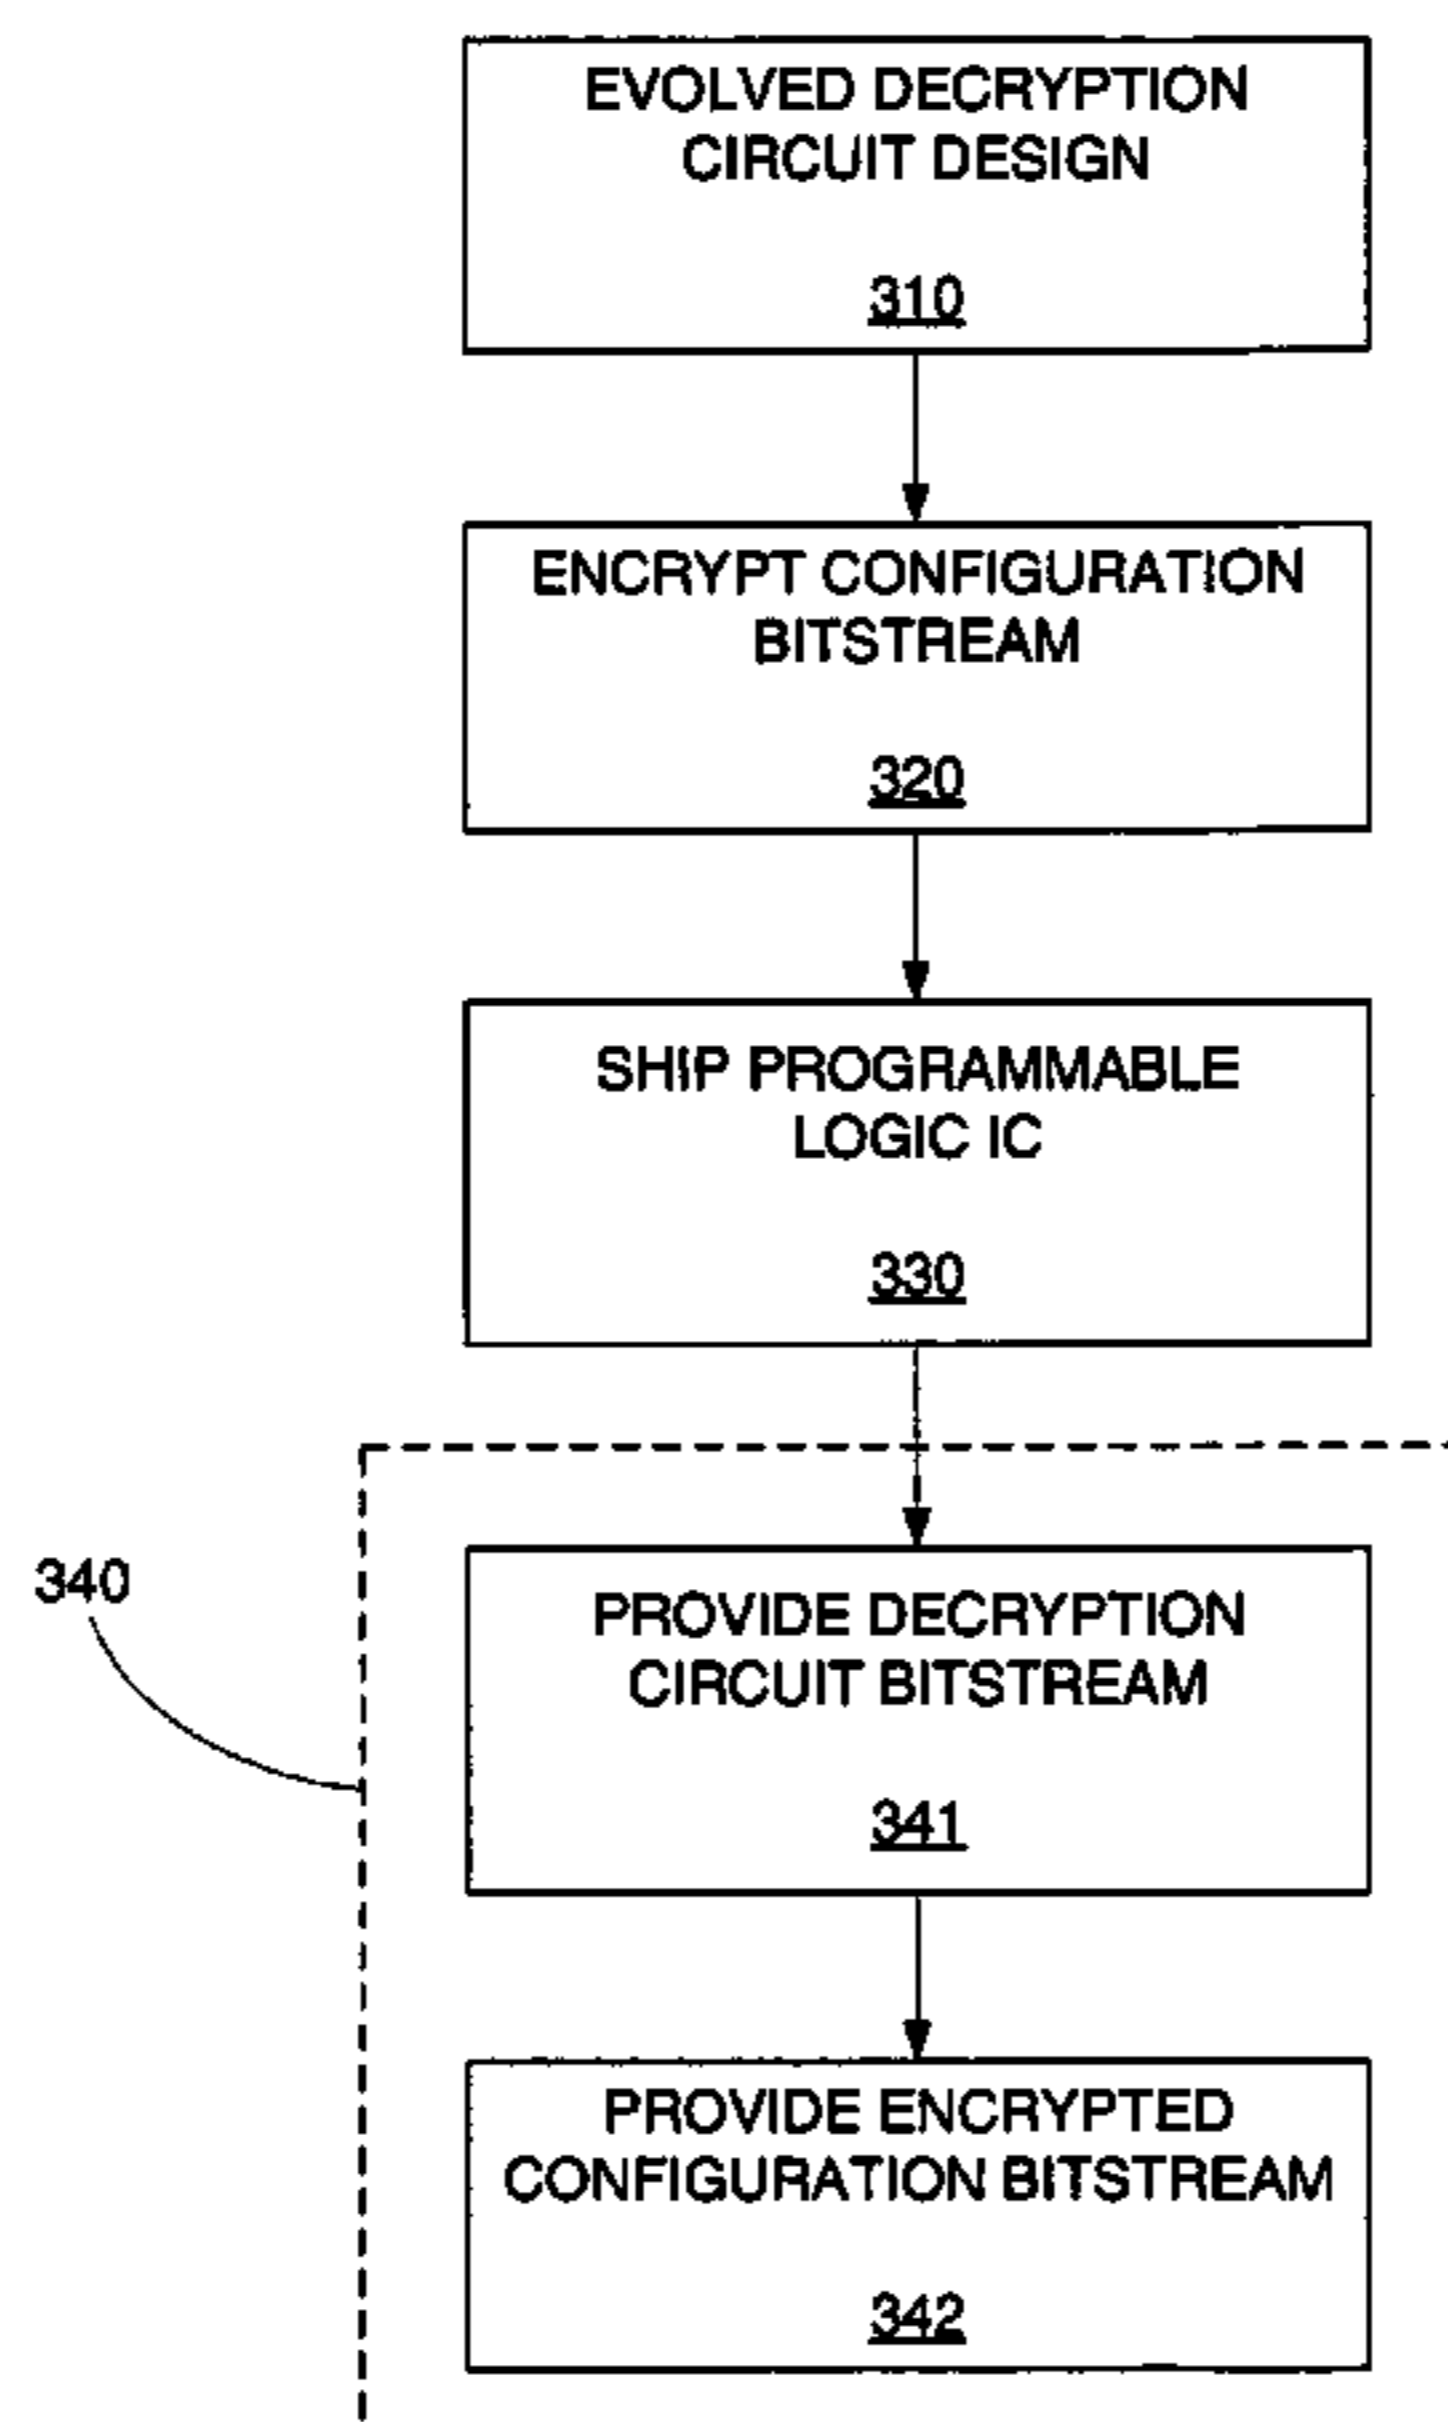 EVOLVED DECRYPTION
CIRCUIT DESIGN
310
ENCRYPT CONFIGURATION
BITSTREAM
320
SHIP PROGRAMMABLE
LOGIC IC
330
340
PROVIDE DECRYPTION
CIRCUIT BITSTREAM
341
PROVIDE ENCRYPTED
CONFIGURATION BITSTREAM
342